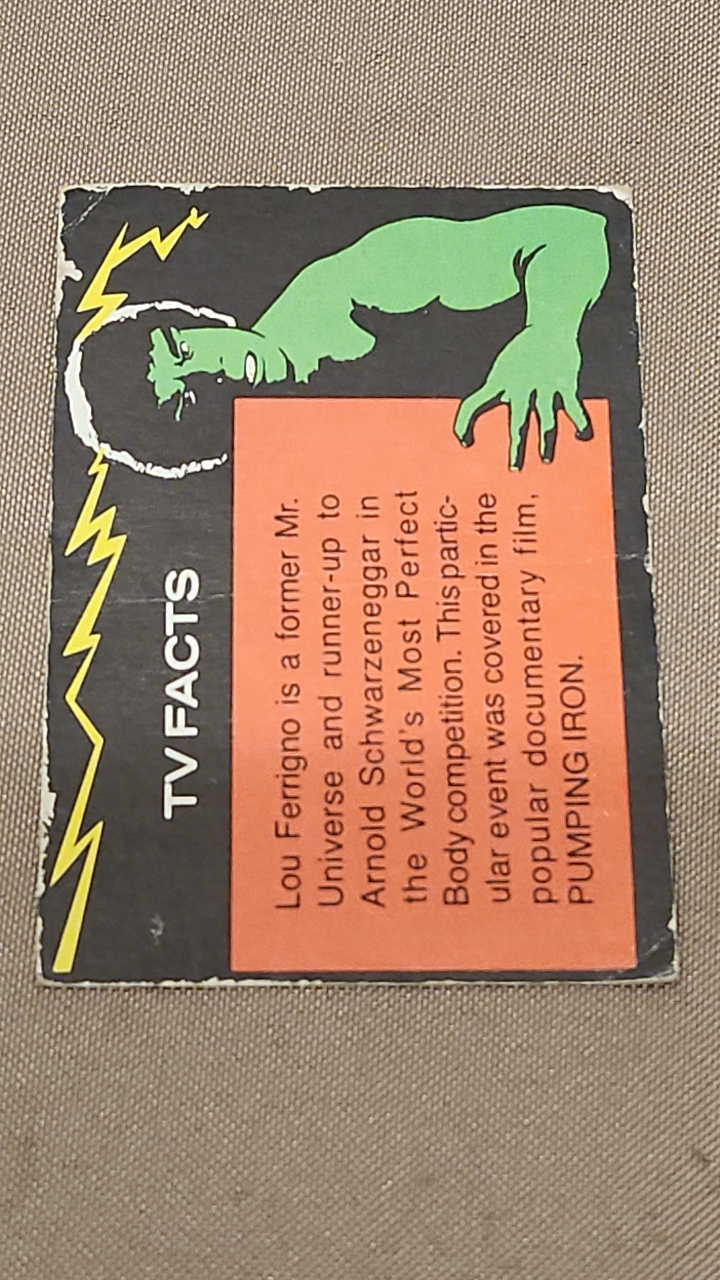 TV FACTS
Lou Ferrigno is a former Mr.
Universe and runner-up to
Arnold Schwarzeneggar in
the World's Most Perfect
Body competition. This partic-
ular event was covered in the
popular documentary film,
PUMPING IRON.